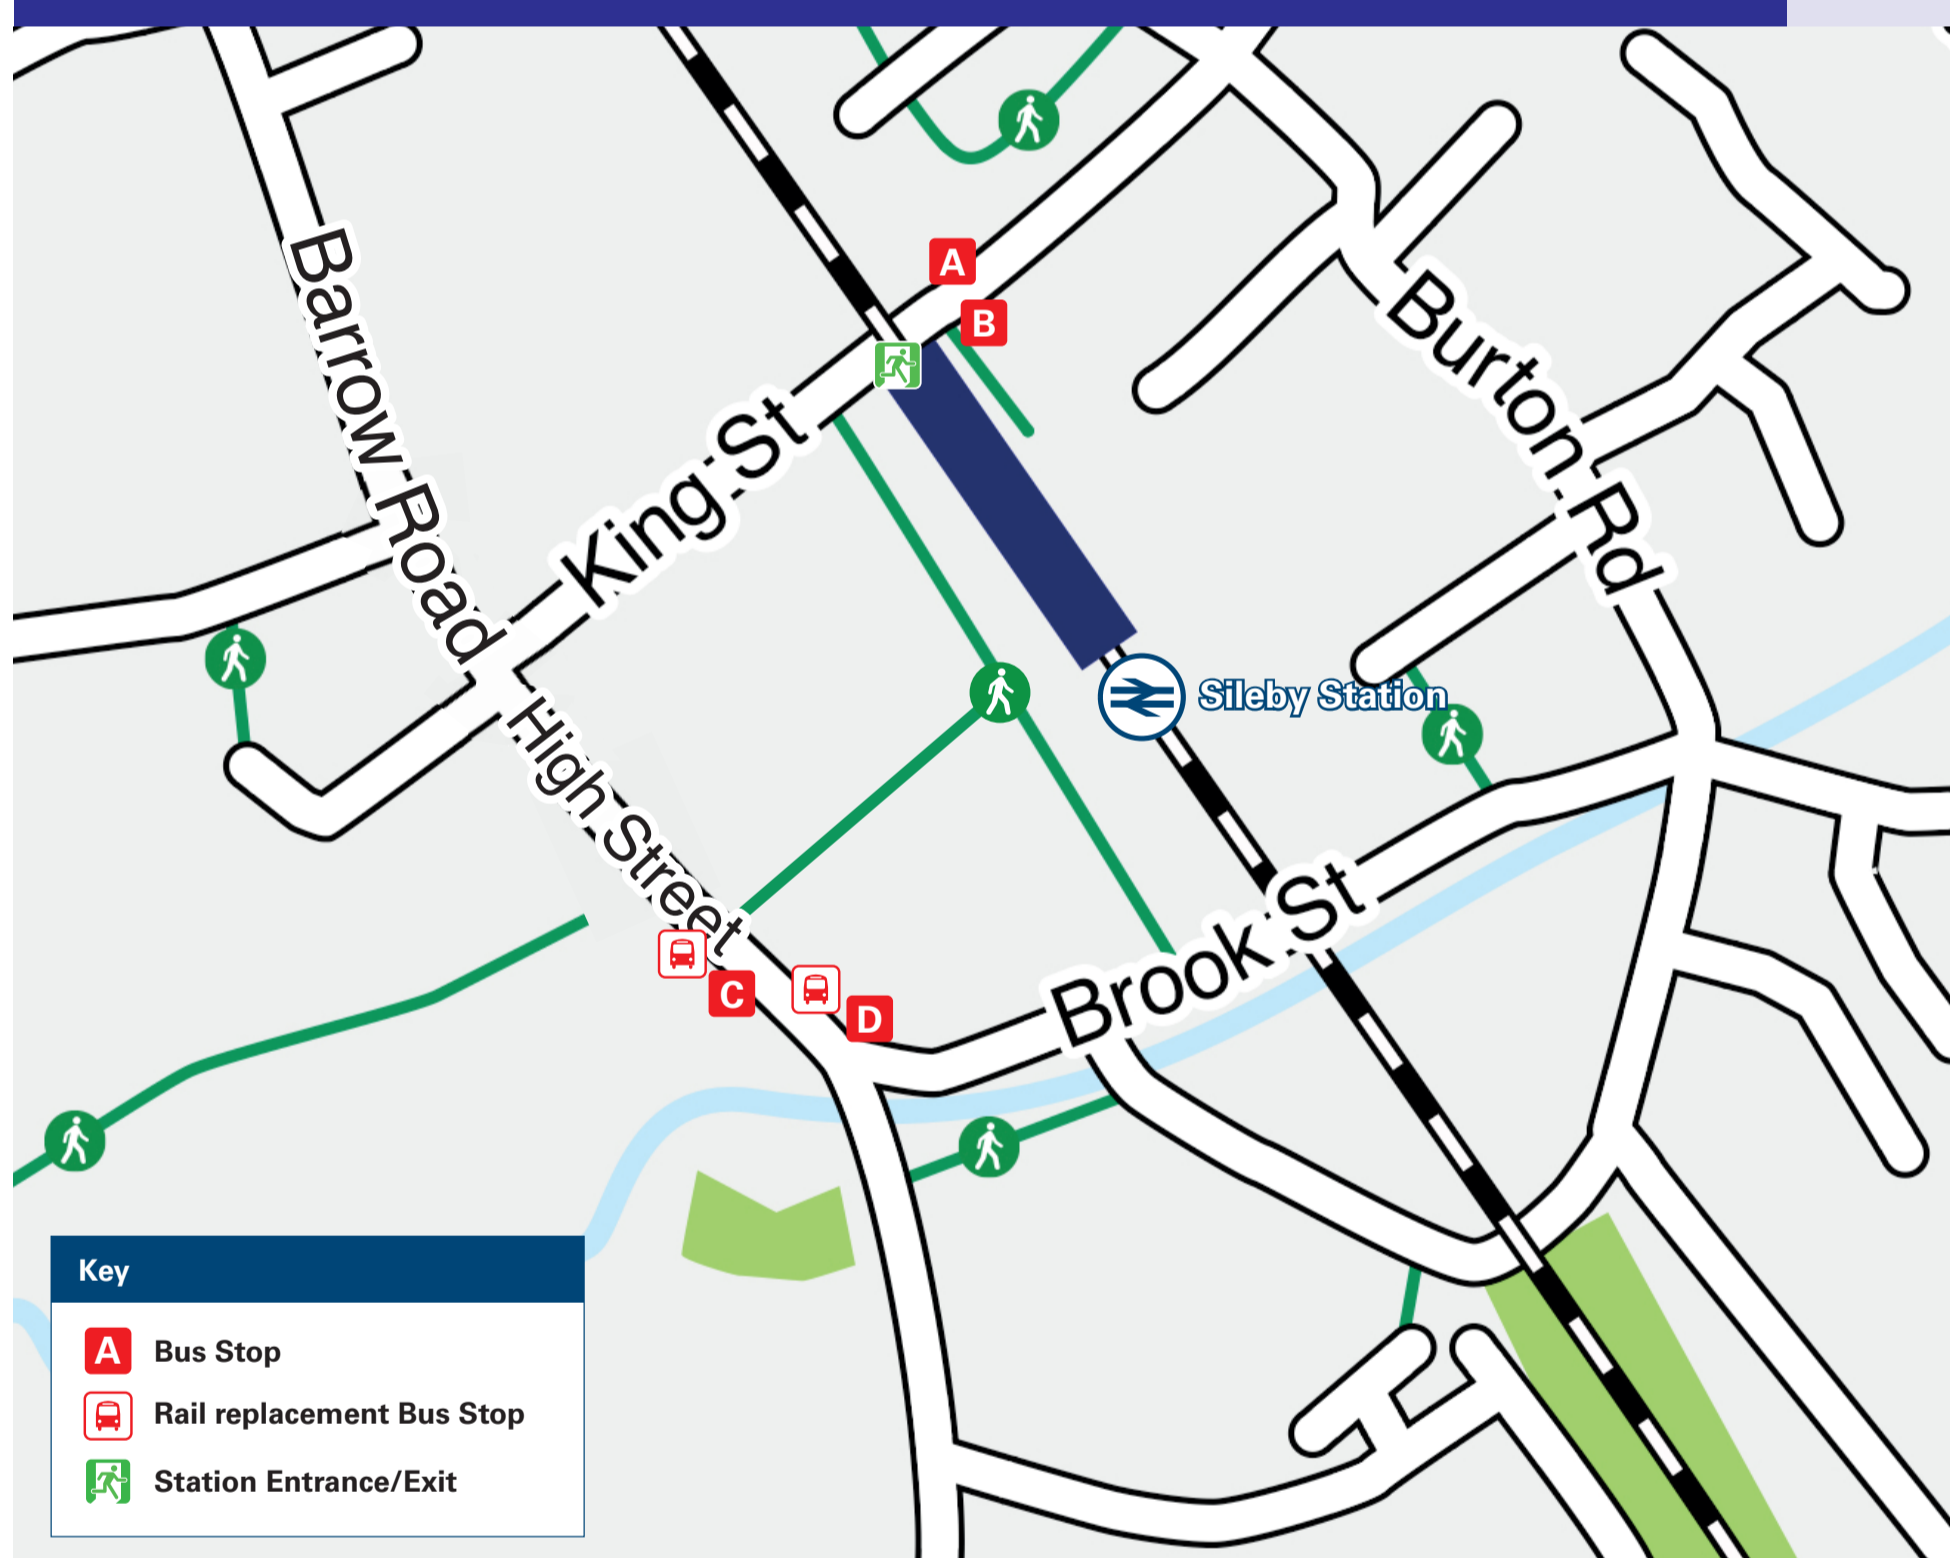 A
B
Barrow Road
King St
Burton Rd
Sileby Station
High Street
Brook St
C
D
Key
A Bus Stop
Rail replacement Bus Stop
Station Entrance/Exit